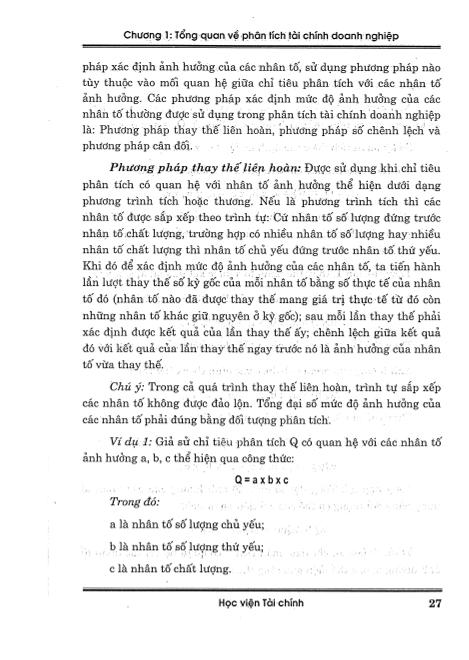 Chương 1: Tổng quan về phân tích tài chính doanh nghiệp
pháp xác định ảnh hưởng của các nhân tố, sử dụng phương pháp nào
tùy thuộc vào mối quan hệ giữa chỉ tiêu phân tích với các nhân tố
ảnh hưởng. Các phương pháp xác định mức độ ảnh hưởng của các
nhân tố thường được sử dụng trong phân tích tài chính doanh nghiệp
là: Phương pháp thay thế liên hoàn, phương pháp số chênh lệch và
phương pháp cân đối.
Phương pháp thay thế liên hoàn: Được sử dụng khi chỉ tiêu
phân tích có quan hệ với nhân tố ảnh hưởng thể hiện dưới dạng
phương trình tích hoặc thương. Nếu là phương trình tích thì các
nhân tố được sắp xếp theo trình tự: Cứ nhân tố số lượng đứng trước
nhân tố chất lượng, trường hợp có nhiều nhân tố số lượng hay nhiều
nhân tố chất lượng thì nhân tố chủ yếu đứng trước nhân tố thứ yếu.
Khi đó để xác định mức độ ảnh hưởng của các nhân tố, ta tiến hành
lần lượt thay thế số kỳ gốc của mỗi nhân tố bằng số thực tế của nhân
tố đó (nhân tố nào đã được thay thế mang giá trị thực tế từ đó còn
những nhân tố khác giữ nguyên ở kỳ gốc); sau mỗi lần thay thế phải
xác định được kết quả của lần thay thế ấy; chênh lệch giữa kết quả
đó với kết quả của lần thay thế ngay trước nó là ảnh hưởng của nhân
tố vừa thay thế.
Chú ý: Trong cả quá trình thay thế liên hoàn, trình tự sắp xếp
các nhân tố không được đảo lộn. Tổng đại số mức độ ảnh hưởng của
các nhân tố phải đúng bằng đối tượng phân tích.
Ví dụ 1: Giả sử chỉ tiêu phân tích Q có quan hệ với các nhân tố
ảnh hưởng a, b, c thể hiện qua công thức:
Q = a x b x c
Trong đó:
a là nhân tố số lượng chủ yếu;
b là nhân tố số lượng thứ yếu;
c là nhân tố chất lượng.
Học viện Tài chính 27